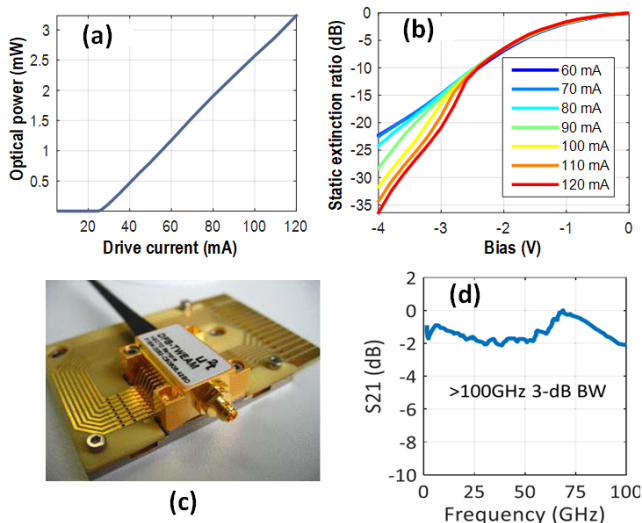 (a)
Optical power (mW)
3
2.5
2
1.5
1
0.5
20 40 60 80 100 120
Drive current (mA)
(b)
Static extinction ratio (dB)
0
-5
-10
-15
-20
-25
-30
-35
60 mA
70 mA
80 mA
90 mA
100 mA
110 mA
120 mA
-4 -3 -2 -1 0
Bias (V)
DFB-TWEAM
(c)
(d)
S21 (dB)
2
0
-2
-4
-6
-8
-10
>100GHz 3-dB BW
0 25 50 75 100
Frequency (GHz)